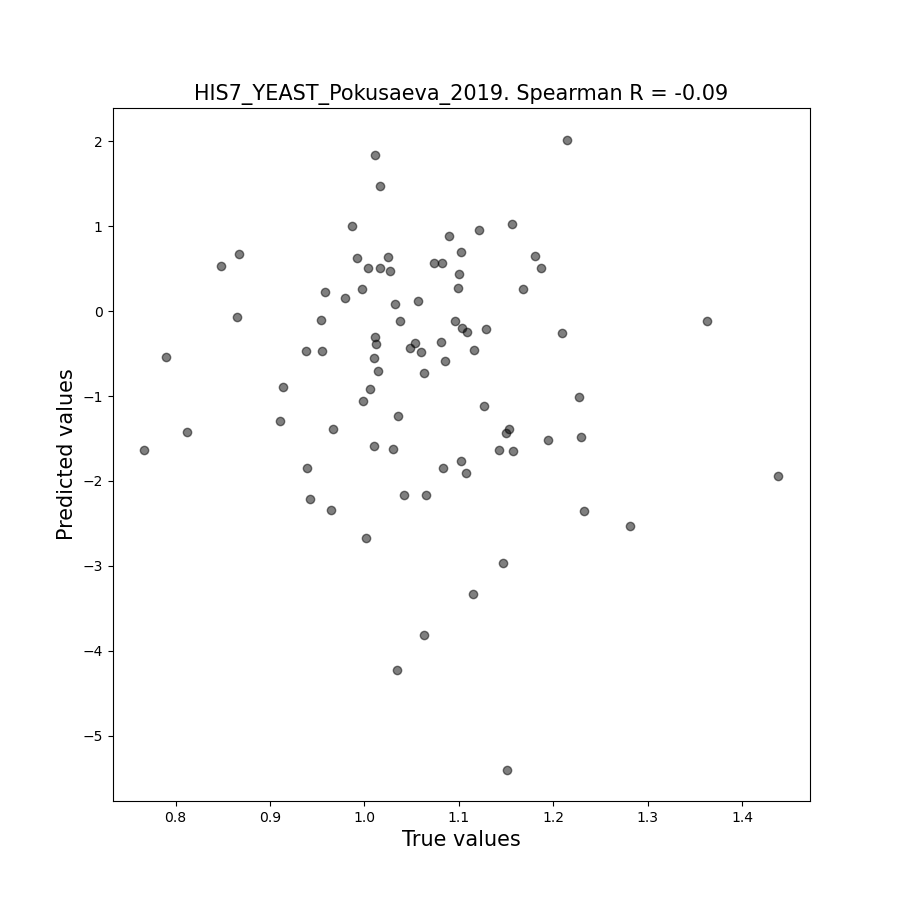 HIS7_YEAST_Pokusaeva_2019. Spearman R = -0.09
2
1
0
−1
−2
−3
−4
−5
Predicted values
0.8 0.9 1.0 1.1 1.2 1.3 1.4
True values